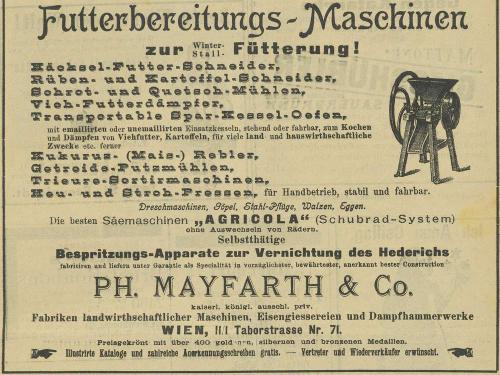 Futterbereitungs-Maschinen
zur Winter- Stall- Fütterung!
Häcksel-Futter-Schneider,
Rüben- und Kartoffel-Schneider,
Schrot- und Quetsch-Mühlen,
Vieh-Futterdämpfer,
Transportable Spar-Kessel-Oefen,
mit emaillirten oder unemaillirten Einsatzkesseln, stehend oder fahrbar, zum Kochen
und Dämpfen von Viehfutter, Kartoffeln, für viele land- und hauswirthschaftliche
Zwecke etc. ferner
Kukurus- (Mais-) Rebler,
Getreide-Putzmühlen,
Trieure-Sortirmaschinen,
Heu- und Stroh-Pressen, für Handbetrieb, stabil und fahrbar.
Dreschmaschinen, Göpel, Stahl-Pflüge, Walzen, Eggen.
Die besten Säemaschinen „AGRICOLA" (Schubrad-System)
ohne Auswechseln von Rädern.
Selbstthätige
Bespritzungs-Apparate zur Vernichtung des Hederichs
fabriziren und liefern unter Garantie als Specialität in vorzüglichster, bewährtester, anerkannt bester Construction
PH. MAYFARTH & Co.
kaiserl. königl. ausschl. priv.
Fabriken landwirthschaftlicher Maschinen, Eisengiessereien und Dampfhammerwerke
WIEN, II/1 Taborstrasse Nr. 71.
Preisgekrönt mit über 400 goldenen, silbernen und bronzenen Medaillen.
Illustrirte Kataloge und zahlreiche Anerkennungsschreiben gratis. — Vertreter und Wiederverkäufer erwünscht.